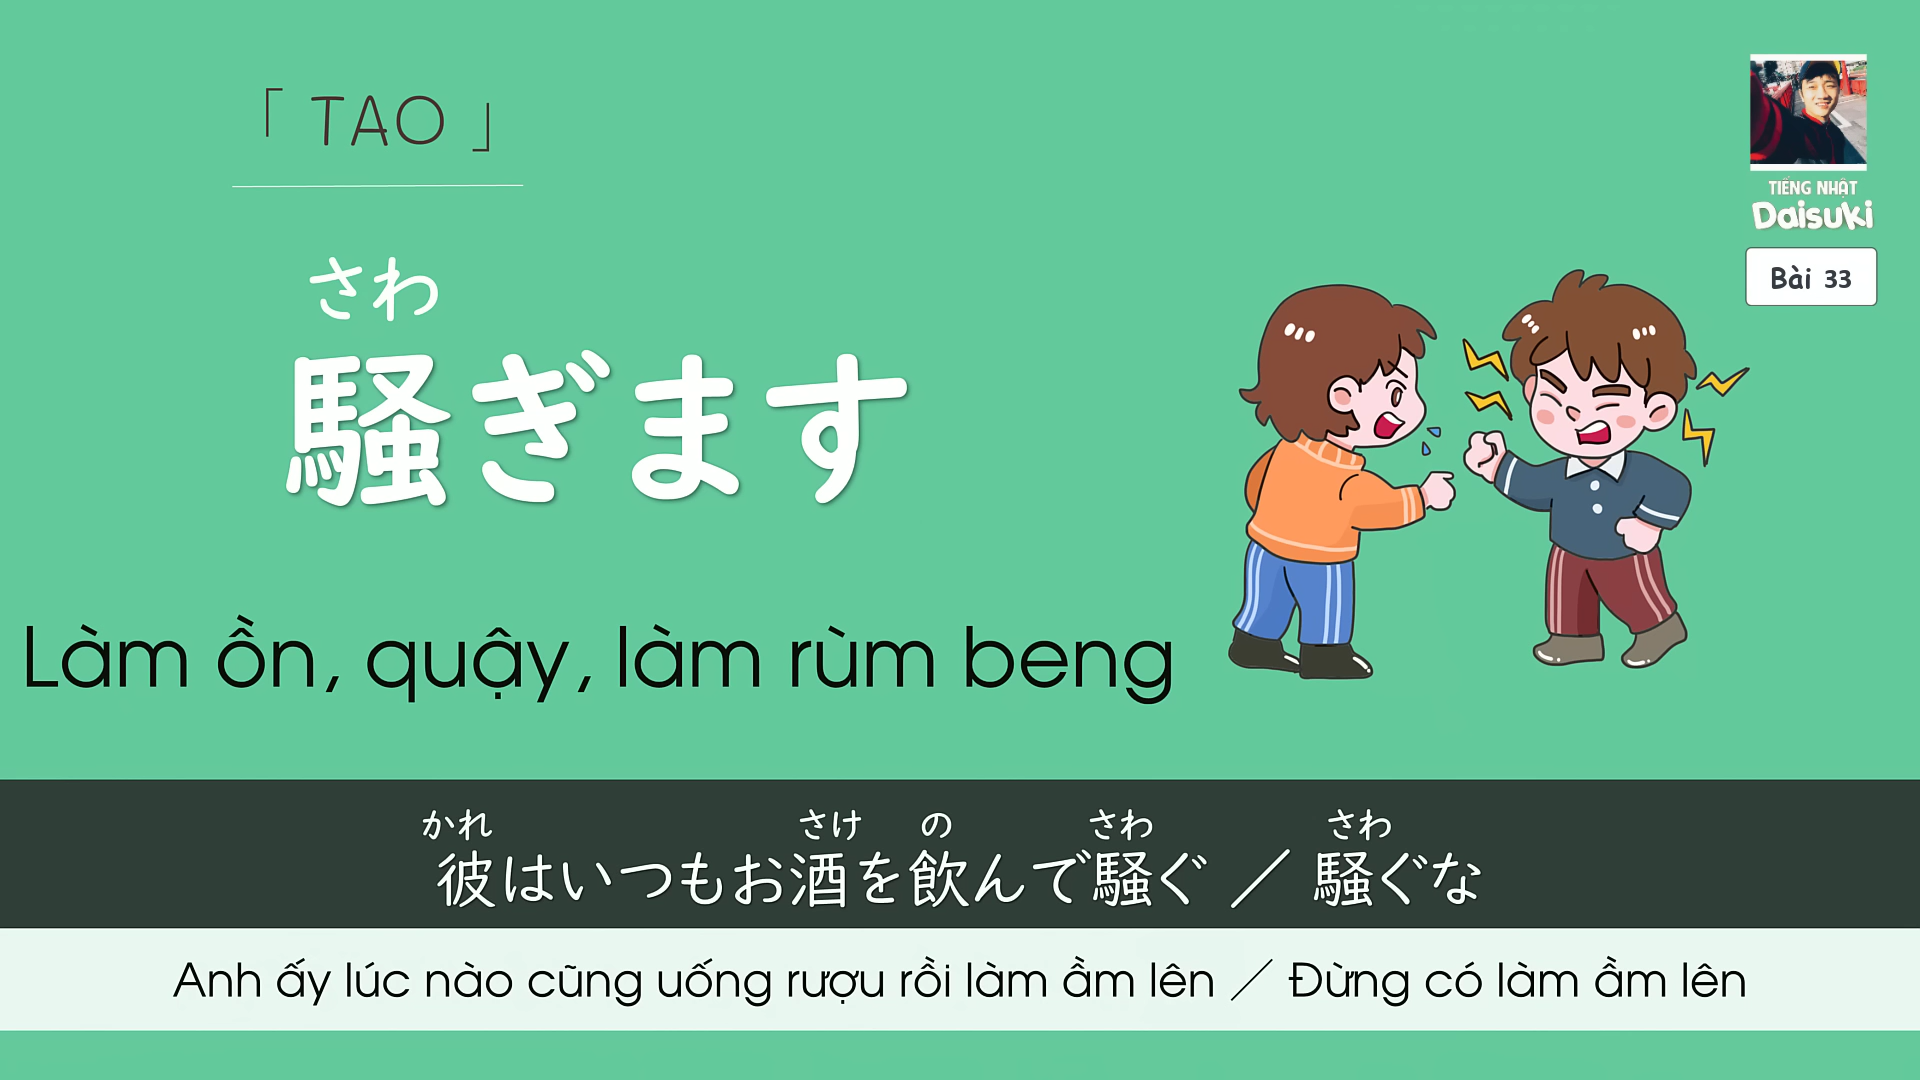 「 TAO 」
TIẾNG NHẬT
Daisuki
Bài 33
さわ
騒ぎます
Làm ồn, quậy, làm rùm beng
かれ さけ の さわ さわ
彼はいつもお酒を飲んで騒ぐ ／ 騒ぐな
Anh ấy lúc nào cũng uống rượu rồi làm ầm lên ／ Đừng có làm ầm lên